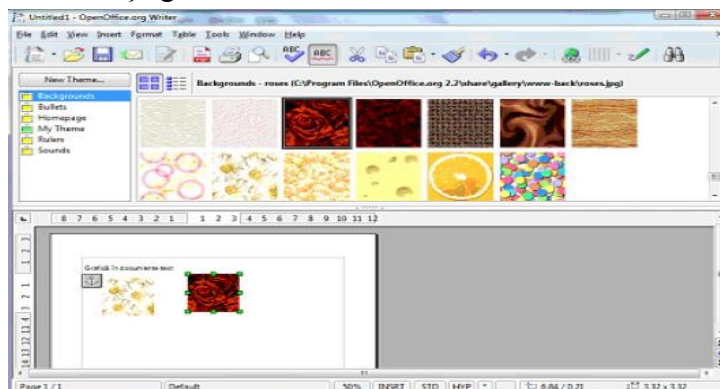 Untitled1 - OpenOffice.org Writer
File Edit View Insert Format Table Tools Window Help
ABC ABC
New Theme...
Backgrounds - roses (C:\Program Files\OpenOffice.org 2.2\share\gallery\www-back\roses.jpg)
Backgrounds
Bullets
Homepage
My Theme
Rulers
Sounds
8 7 6 5 4 3 2 1 1 2 3 4 5 6 7 8 9 10 11 12
Grafică în documente text
Page 1 / 1 Default 50% INSRT STD HYP * 6.84 / 0.71 3.32 x 3.32